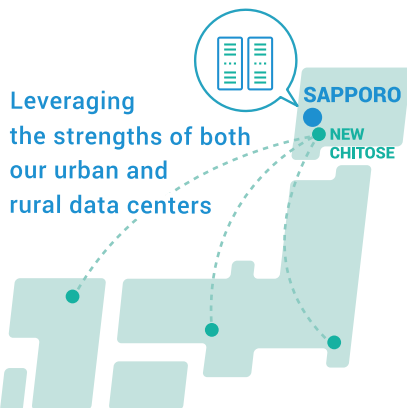 Leveraging
the strengths of both
our urban and
rural data centers
SAPPORO
NEW
CHITOSE